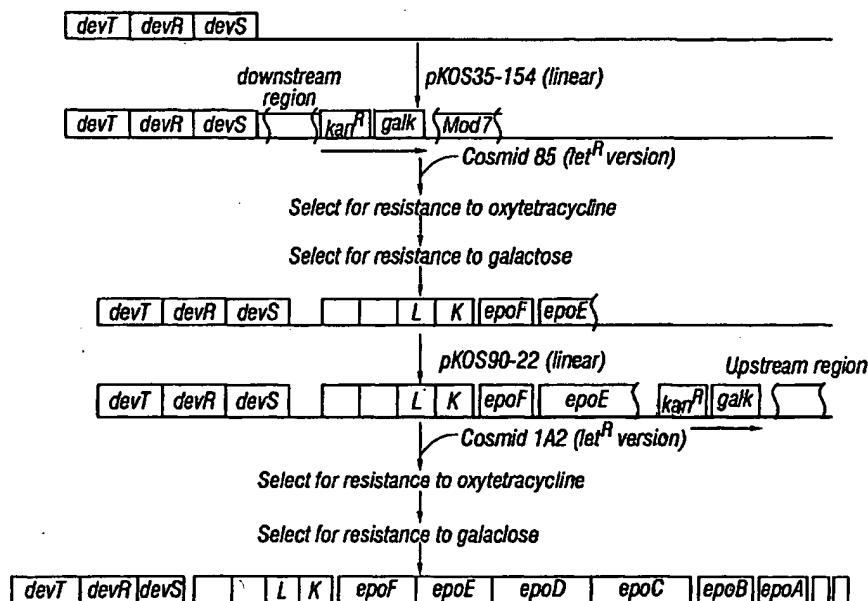 devT devR devS
pKOS35-154 (linear)
downstream
region
devT devR devS kanR galk Mod7
Cosmid 85 (letR version)
Select for resistance to oxytetracycline
Select for resistance to galactose
devT devR devS L K epoF epoE
pKOS90-22 (linear)
Upstream region
devT devR devS L K epoF epoE kanR galk
Cosmid 1A2 (letR version)
Select for resistance to oxytetracycline
Select for resistance to galaclose
devT devR devS L K epoF epoE epoD epoC epoB epoA